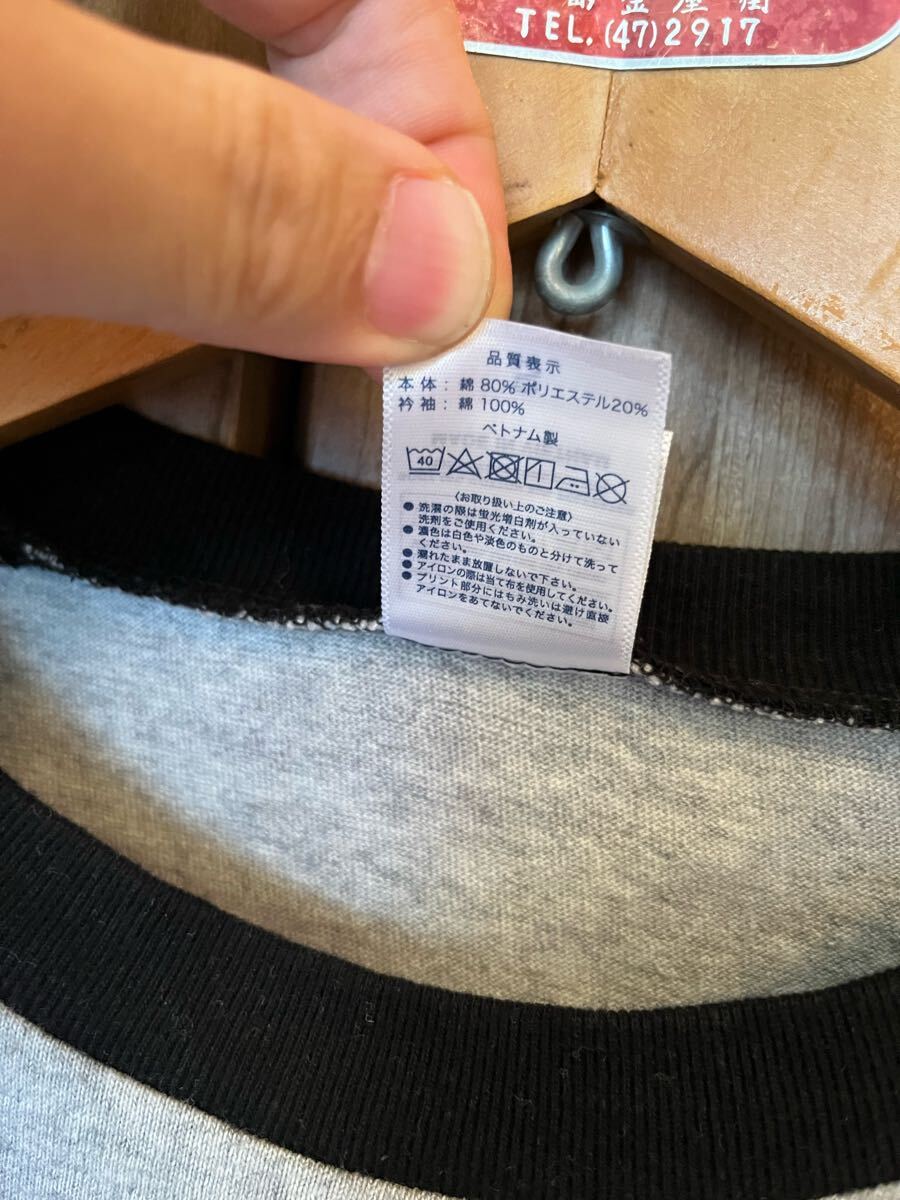 金屋街
TEL.(47)2917
品質表示
本体: 綿 80% ポリエステル20%
衿袖: 綿 100%
ベトナム製
40
〈お取り扱い上のご注意〉
● 洗濯の際は蛍光増白剤が入っていない
洗剤をご使用ください。
● 濃色は白色や淡色のものと分けて洗って
ください。
● 濡れたまま放置しないで下さい。
● アイロンの際は当て布を使用してください。
● プリント部分にはもみ洗いは避け直接
アイロンをあてないでください。